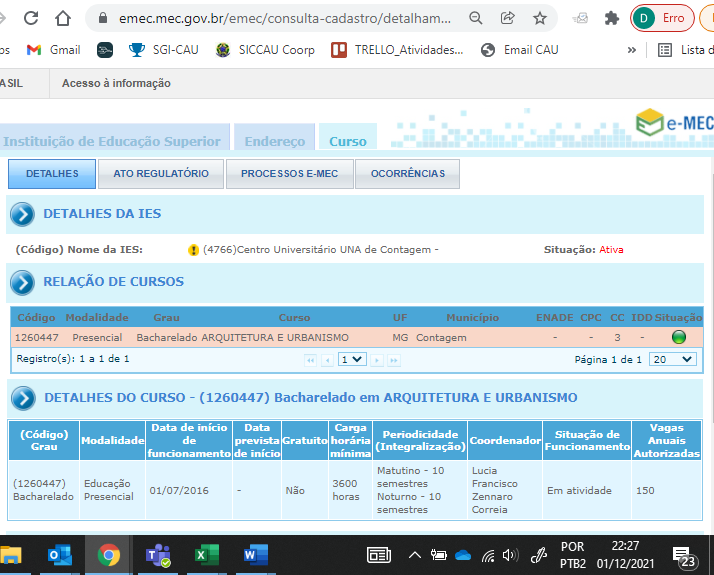 emec.mec.gov.br/emec/consulta-cadastro/detalham...
D Erro
ps Gmail SGI-CAU SICCAU Coorp TRELLO_Atividades... Email CAU » Lista d
ASIL Acesso à informação
e-MEC
Instituição de Educação Superior Endereço Curso
DETALHES ATO REGULATÓRIO PROCESSOS E-MEC OCORRÊNCIAS
DETALHES DA IES
(Código) Nome da IES: (4766)Centro Universitário UNA de Contagem - Situação: Ativa
RELAÇÃO DE CURSOS
Código Modalidade Grau Curso UF Município ENADE CPC CC IDD Situação
1260447 Presencial Bacharelado ARQUITETURA E URBANISMO MG Contagem - - 3 -
Registro(s): 1 a 1 de 1 1 Página 1 de 1 20
DETALHES DO CURSO - (1260447) Bacharelado em ARQUITETURA E URBANISMO
(Código) Grau Modalidade Data de início de funcionamento Data prevista de início Gratuito Carga horária mínima Periodicidade (Integralização) Coordenador Situação de Funcionamento Vagas Anuais Autorizadas
(1260447) Bacharelado Educação Presencial 01/07/2016 - Não 3600 horas Matutino - 10 semestres Noturno - 10 semestres Lucia Francisco Zennaro Correia Em atividade 150
POR 22:27
PTB2 01/12/2021 23